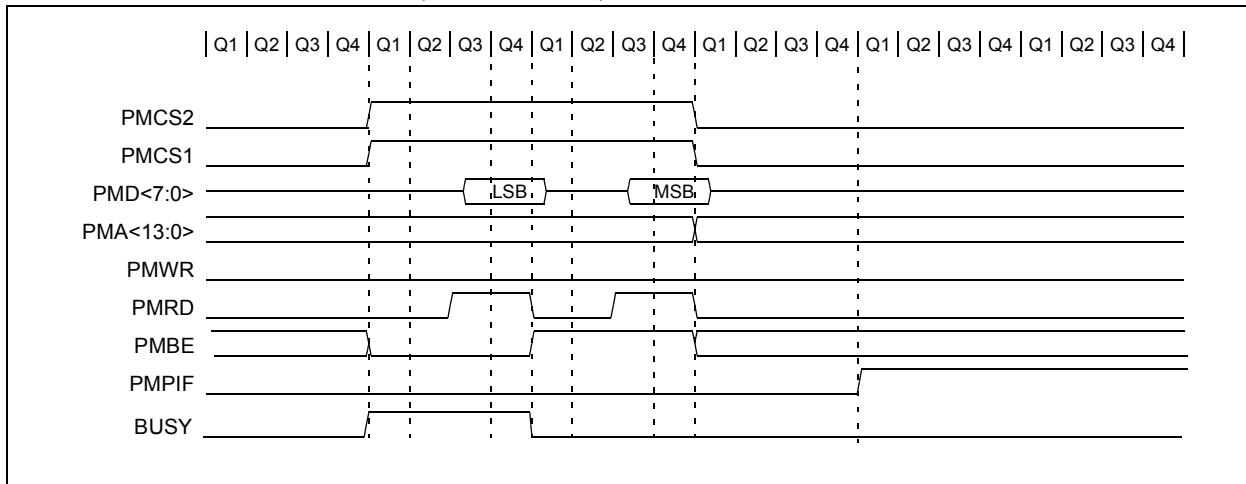 Q1 Q2 Q3 Q4 Q1 Q2 Q3 Q4 Q1 Q2 Q3 Q4 Q1 Q2 Q3 Q4 Q1 Q2 Q3 Q4 Q1 Q2 Q3 Q4
PMCS2
PMCS1
PMD<7:0> LSB MSB
PMA<13:0>
PMWR
PMRD
PMBE
PMPIF
BUSY